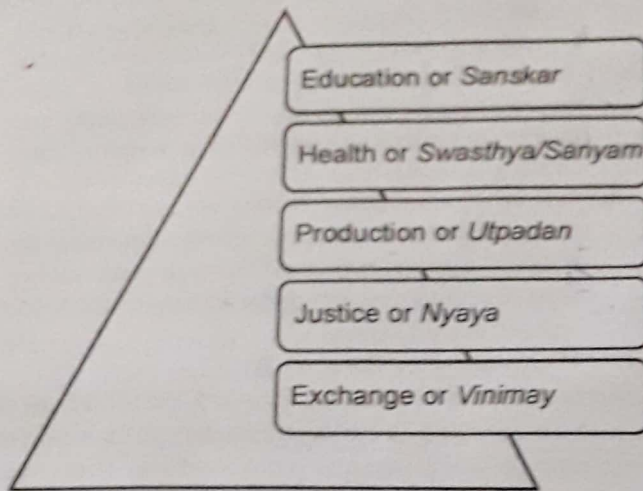 Education or Sanskar
Health or Swasthya/Sanyam
Production or Utpadan
Justice or Nyaya
Exchange or Vinimay